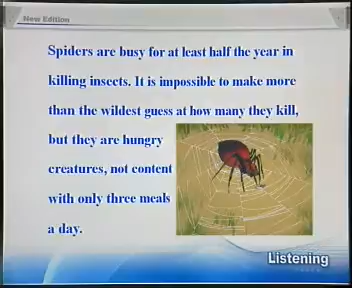 New Edition
Spiders are busy for at least half the year in
killing insects. It is impossible to make more
than the wildest guess at how many they kill,
but they are hungry
creatures, not content
with only three meals
a day.
Listening